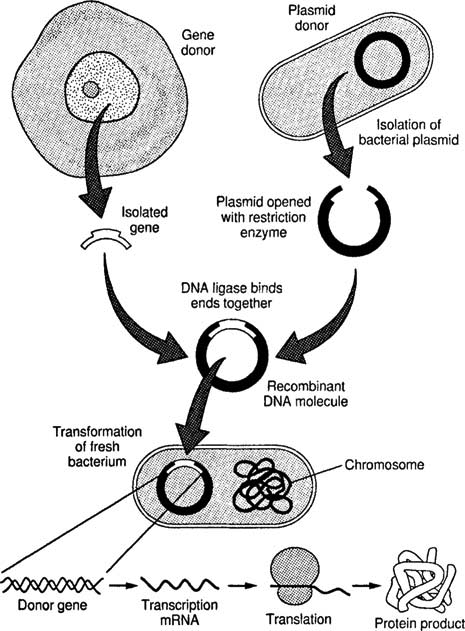 Gene
donor
Plasmid
donor
Isolation of
bacterial plasmid
Isolated
gene
Plasmid opened
with restriction
enzyme
DNA ligase binds
ends together
Recombinant
DNA molecule
Transformation
of fresh
bacterium
Chromosome
Donor gene
Transcription
mRNA
Translation
Protein product